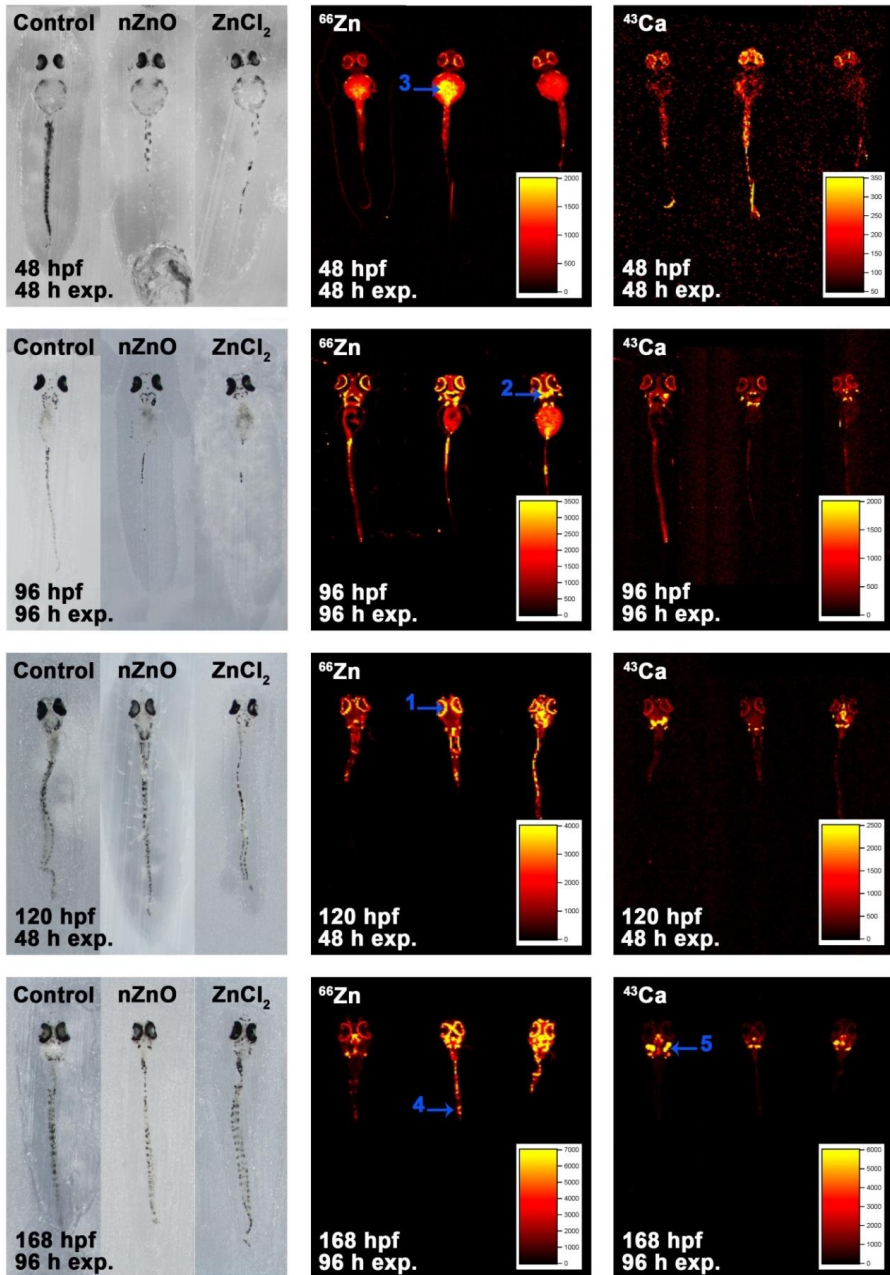 Control nZnO ZnCl₂
48 hpf
48 h exp.
⁶⁶Zn
3
2000
1500
1000
500
0
48 hpf
48 h exp.
⁴³Ca
350
300
250
200
150
100
50
48 hpf
48 h exp.
Control nZnO ZnCl₂
96 hpf
96 h exp.
⁶⁶Zn
2
3500
3000
2500
2000
1500
1000
500
0
96 hpf
96 h exp.
⁴³Ca
2000
1500
1000
500
0
96 hpf
96 h exp.
Control nZnO ZnCl₂
120 hpf
48 h exp.
⁶⁶Zn
1
4000
3000
2000
1000
0
120 hpf
48 h exp.
⁴³Ca
2500
2000
1500
1000
500
0
120 hpf
48 h exp.
Control nZnO ZnCl₂
168 hpf
96 h exp.
⁶⁶Zn
4
7000
6000
5000
4000
3000
2000
1000
0
168 hpf
96 h exp.
⁴³Ca
5
6000
5000
4000
3000
2000
1000
0
168 hpf
96 h exp.